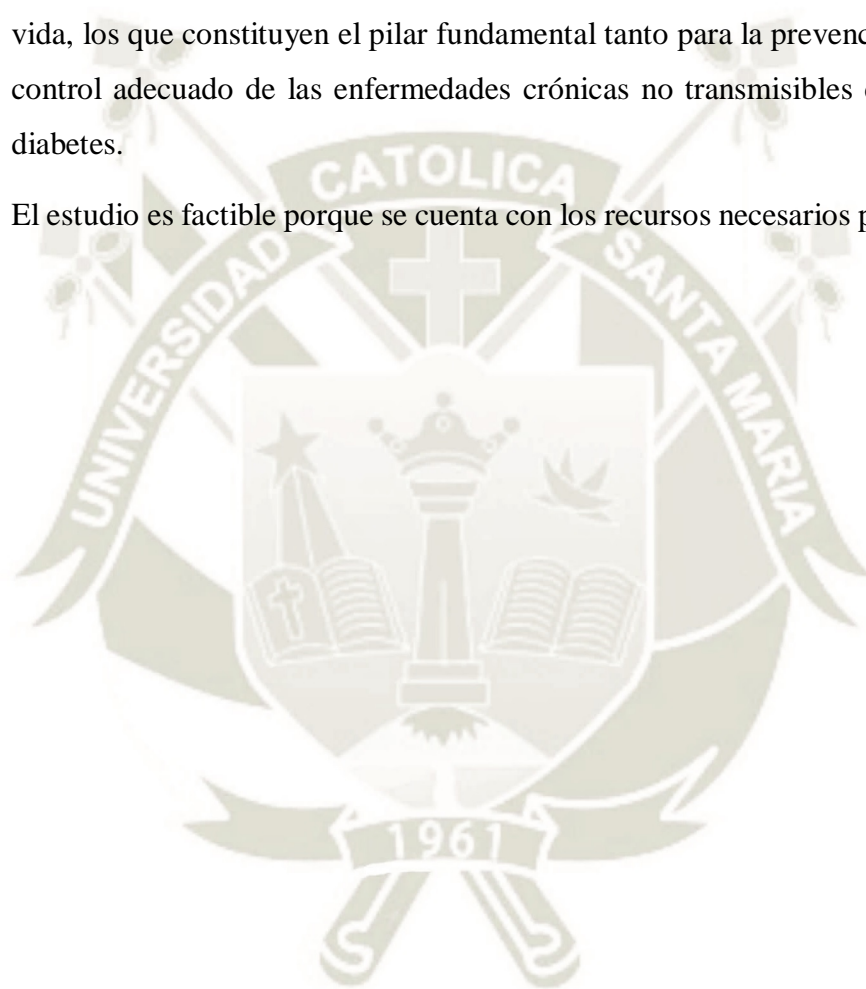 vida, los que constituyen el pilar fundamental tanto para la
control adecuado de las enfermedades crónicas no transmisibles
diabetes.
El estudio es factible porque se cuenta con los recursos necesarios
CATOLICA
UNIVERSIDAD
SANTA MARIA
1961